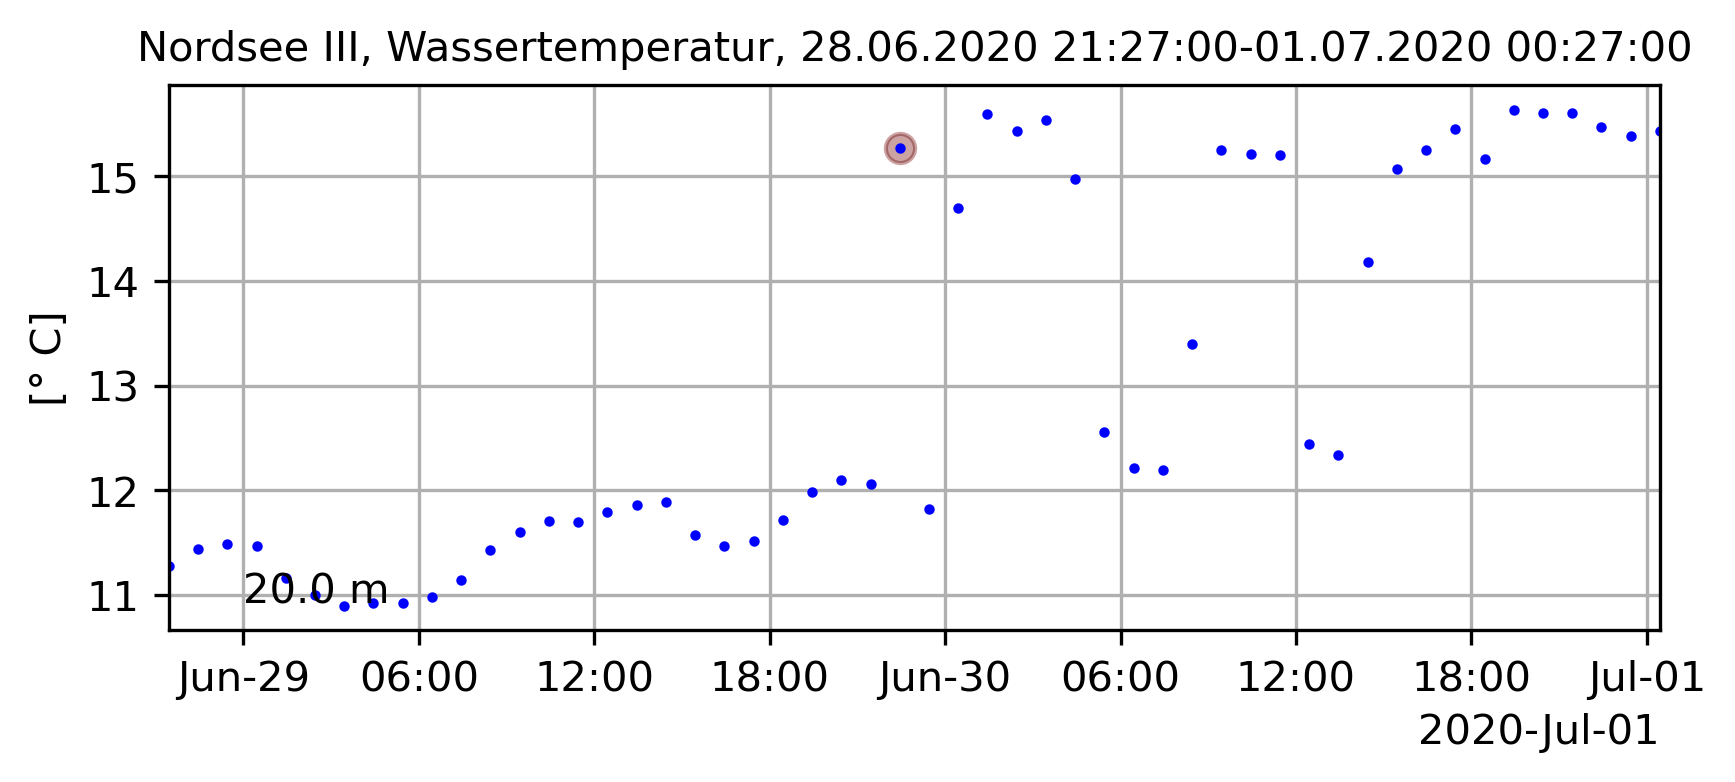 Nordsee III, Wassertemperatur, 28.06.2020 21:27:00-01.07.2020 00:27:00
[° C]
15
14
13
12
11
20.0 m
Jun-29 06:00 12:00 18:00 Jun-30 06:00 12:00 18:00 Jul-01
2020-Jul-01